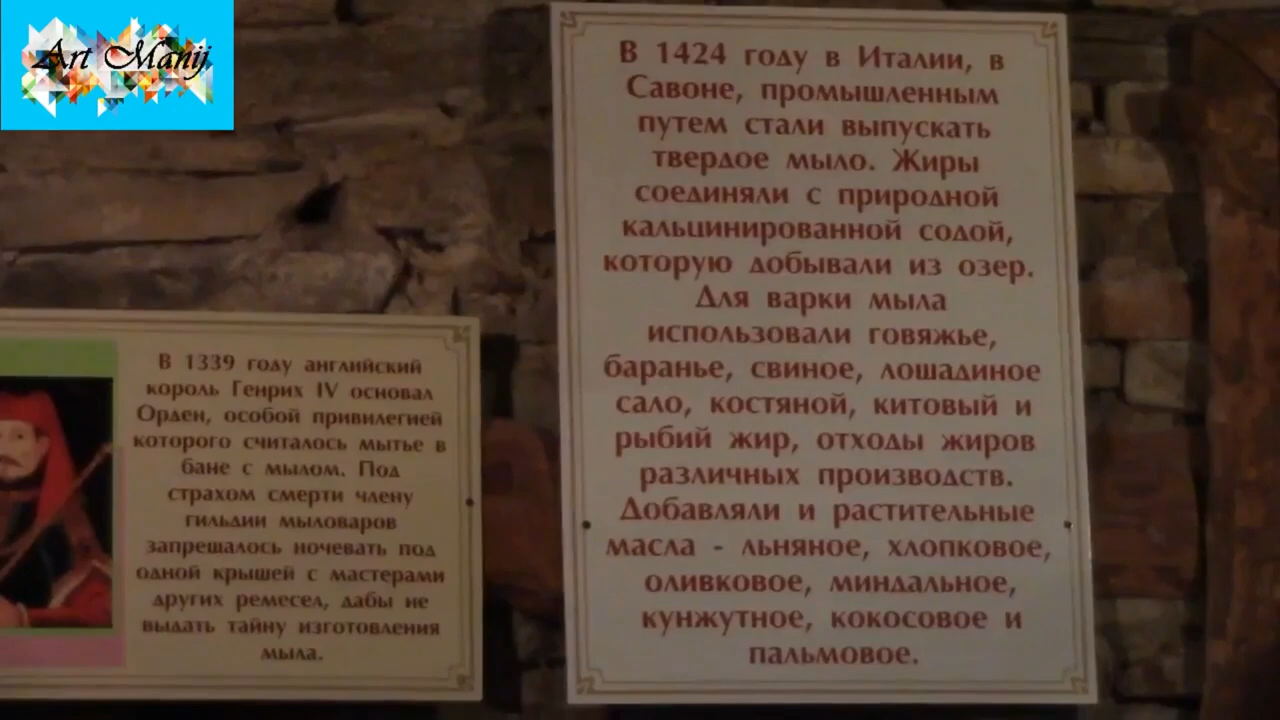 Art Manij
В 1424 году в Италии, в
Савоне, промышленным
путем стали выпускать
твердое мыло. Жиры
соединяли с природной
кальцинированной содой,
которую добывали из озер.
Для варки мыла
использовали говяжье,
баранье, свиное, лошадиное
сало, костяной, китовый и
рыбий жир, отходы жиров
различных производств.
Добавляли и растительные
масла - льняное, хлопковое,
оливковое, миндальное,
кунжутное, кокосовое и
пальмовое.
В 1339 году английский
король Генрих IV основал
Орден, особой привилегией
которого считалось мытье в
бане с мылом. Под
страхом смерти члену
гильдии мыловаров
запрешалось ночевать под
одной крышей с мастерами
других ремесел, дабы не
выдать тайну изготовления
мыла.